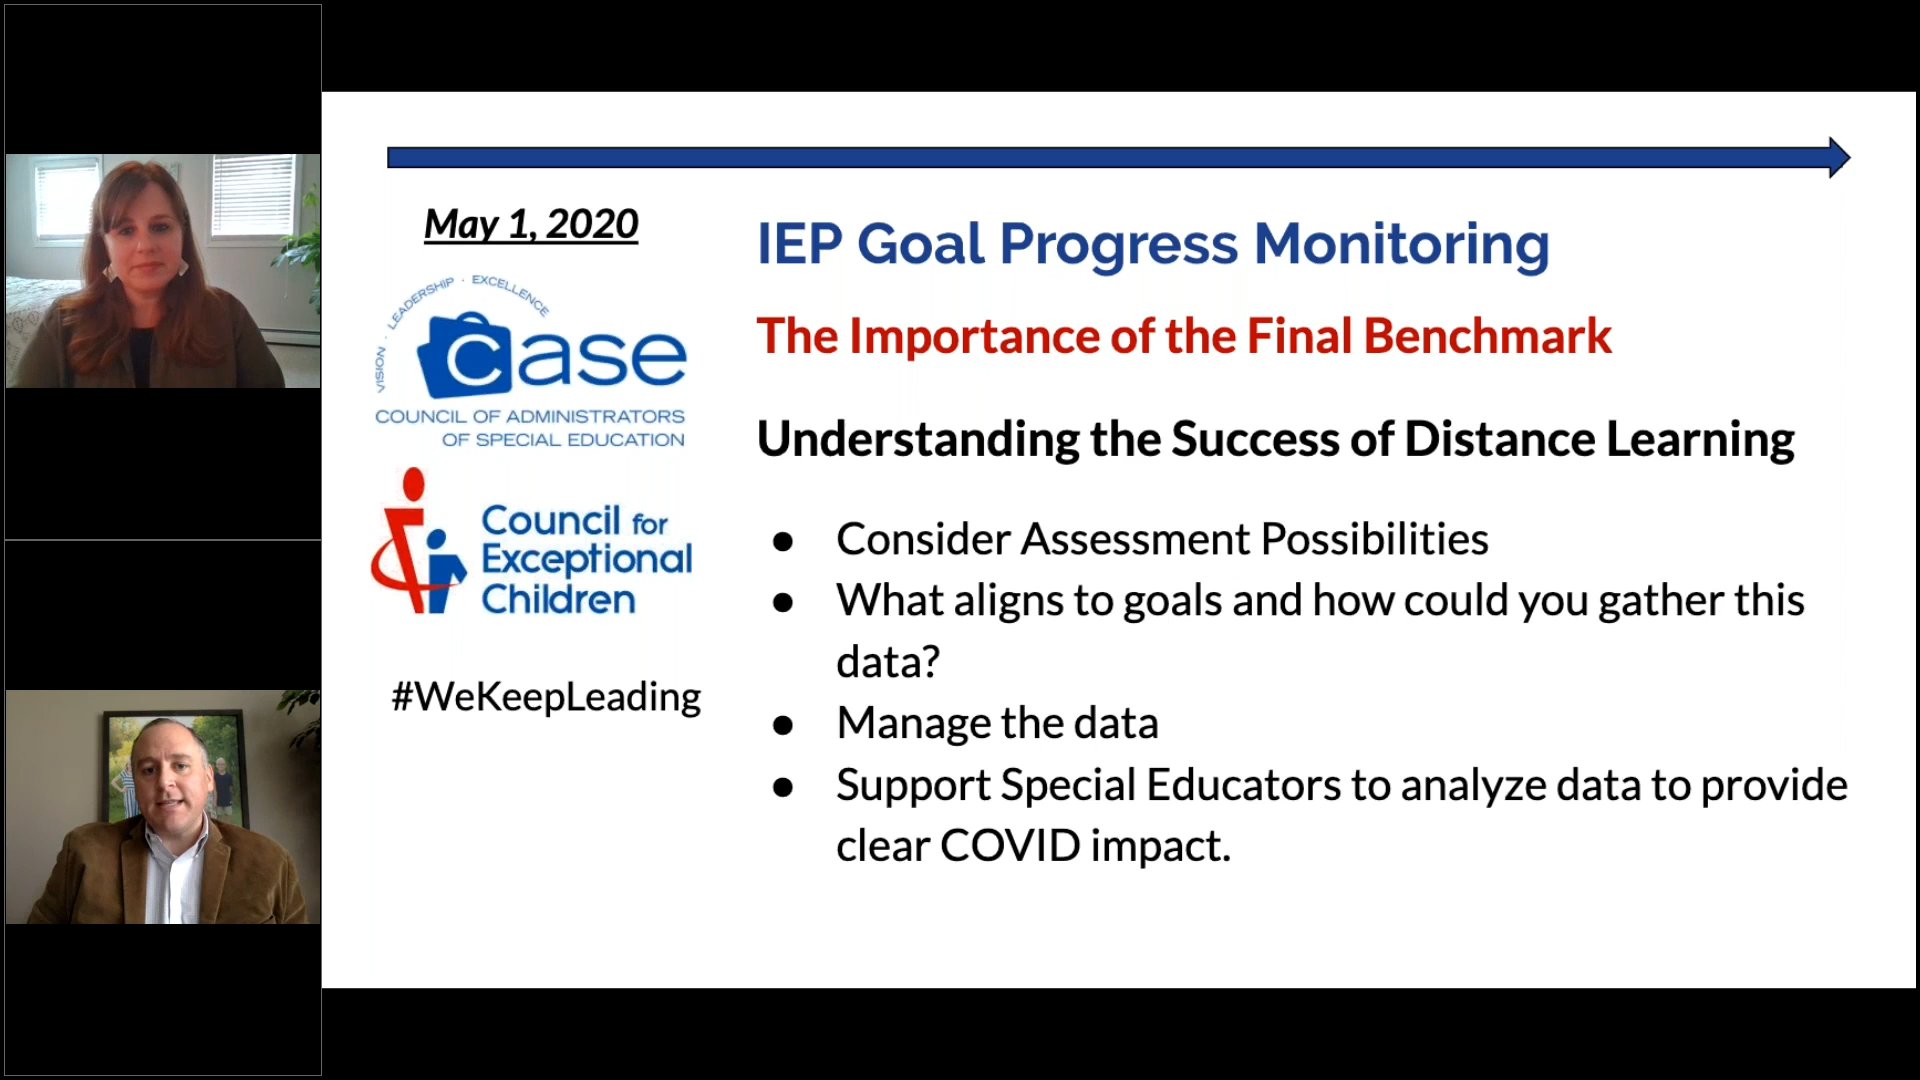 May 1, 2020
VISION · LEADERSHIP · EXCELLENCE
case
COUNCIL OF ADMINISTRATORS
OF SPECIAL EDUCATION
Council for
Exceptional
Children
#WeKeepLeading
IEP Goal Progress Monitoring
The Importance of the Final Benchmark
Understanding the Success of Distance Learning
● Consider Assessment Possibilities
● What aligns to goals and how could you gather this
data?
● Manage the data
● Support Special Educators to analyze data to provide
clear COVID impact.